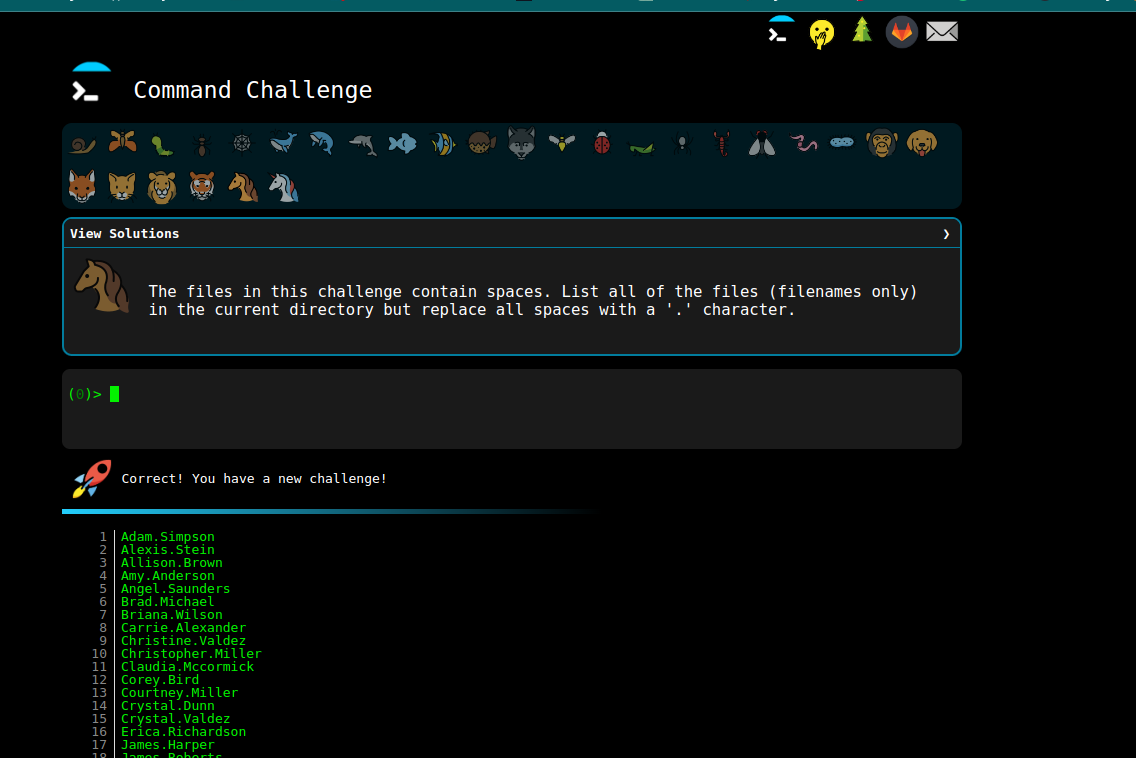 Command Challenge
View Solutions ❯
The files in this challenge contain spaces. List all of the files (filenames only)
in the current directory but replace all spaces with a '.' character.
(0)>
Correct! You have a new challenge!
1 Adam.Simpson
2 Alexis.Stein
3 Allison.Brown
4 Amy.Anderson
5 Angel.Saunders
6 Brad.Michael
7 Briana.Wilson
8 Carrie.Alexander
9 Christine.Valdez
10 Christopher.Miller
11 Claudia.Mccormick
12 Corey.Bird
13 Courtney.Miller
14 Crystal.Dunn
15 Crystal.Valdez
16 Erica.Richardson
17 James.Harper
18 James.Roberts